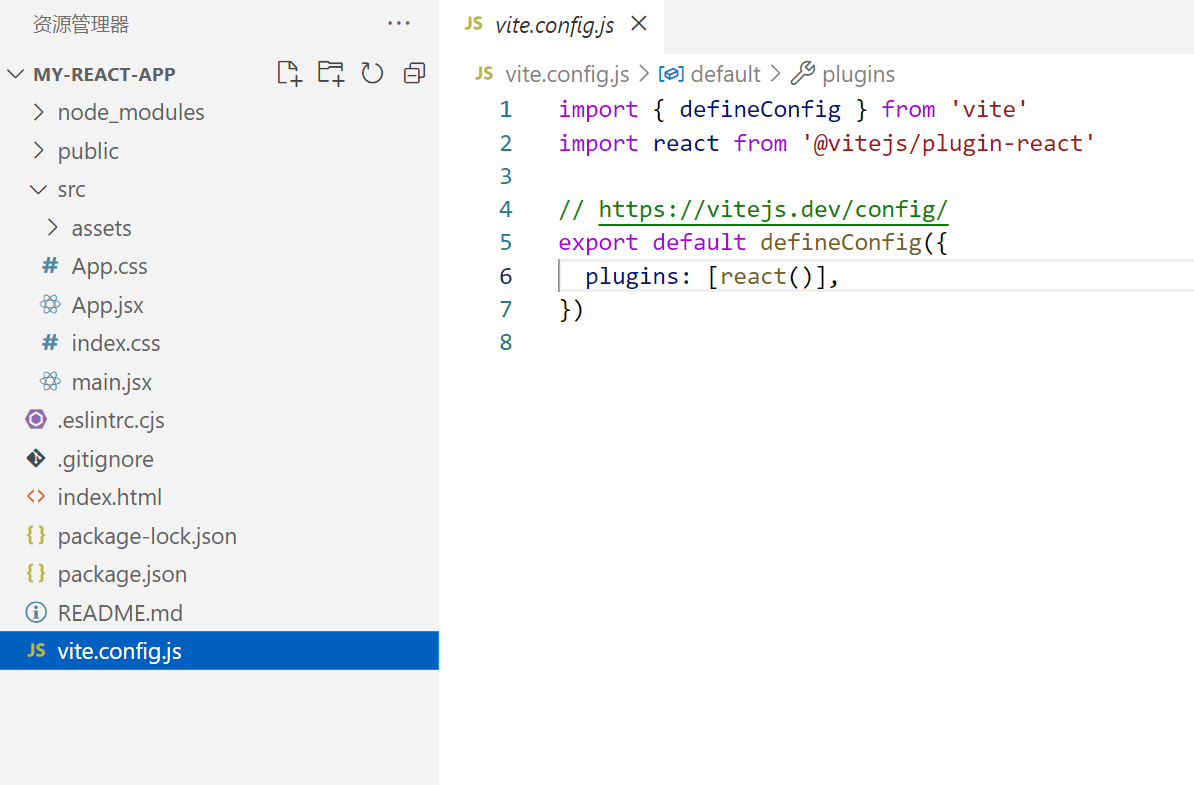 资源管理器
MY-REACT-APP
node_modules
public
src
assets
# App.css
App.jsx
# index.css
main.jsx
.eslintrc.cjs
.gitignore
<> index.html
{} package-lock.json
{} package.json
README.md
JS vite.config.js
JS vite.config.js
JS vite.config.js > default > plugins
1 import { defineConfig } from 'vite'
2 import react from '@vitejs/plugin-react'
3
4 // https://vitejs.dev/config/
5 export default defineConfig({
6   plugins: [react()],
7 })
8